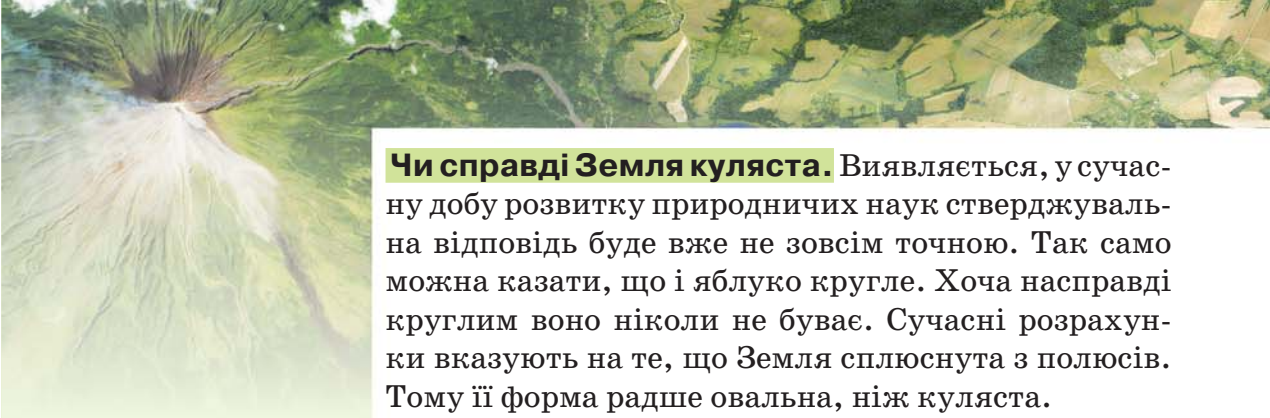 Чи справді Земля куляста. Виявляється, у сучас-
ну добу розвитку природничих наук стверджуваль-
на відповідь буде вже не зовсім точною. Так само
можна казати, що і яблуко кругле. Хоча насправді
круглим воно ніколи не буває. Сучасні розрахун-
ки вказують на те, що Земля сплюснута з полюсів.
Тому її форма радше овальна, ніж куляста.